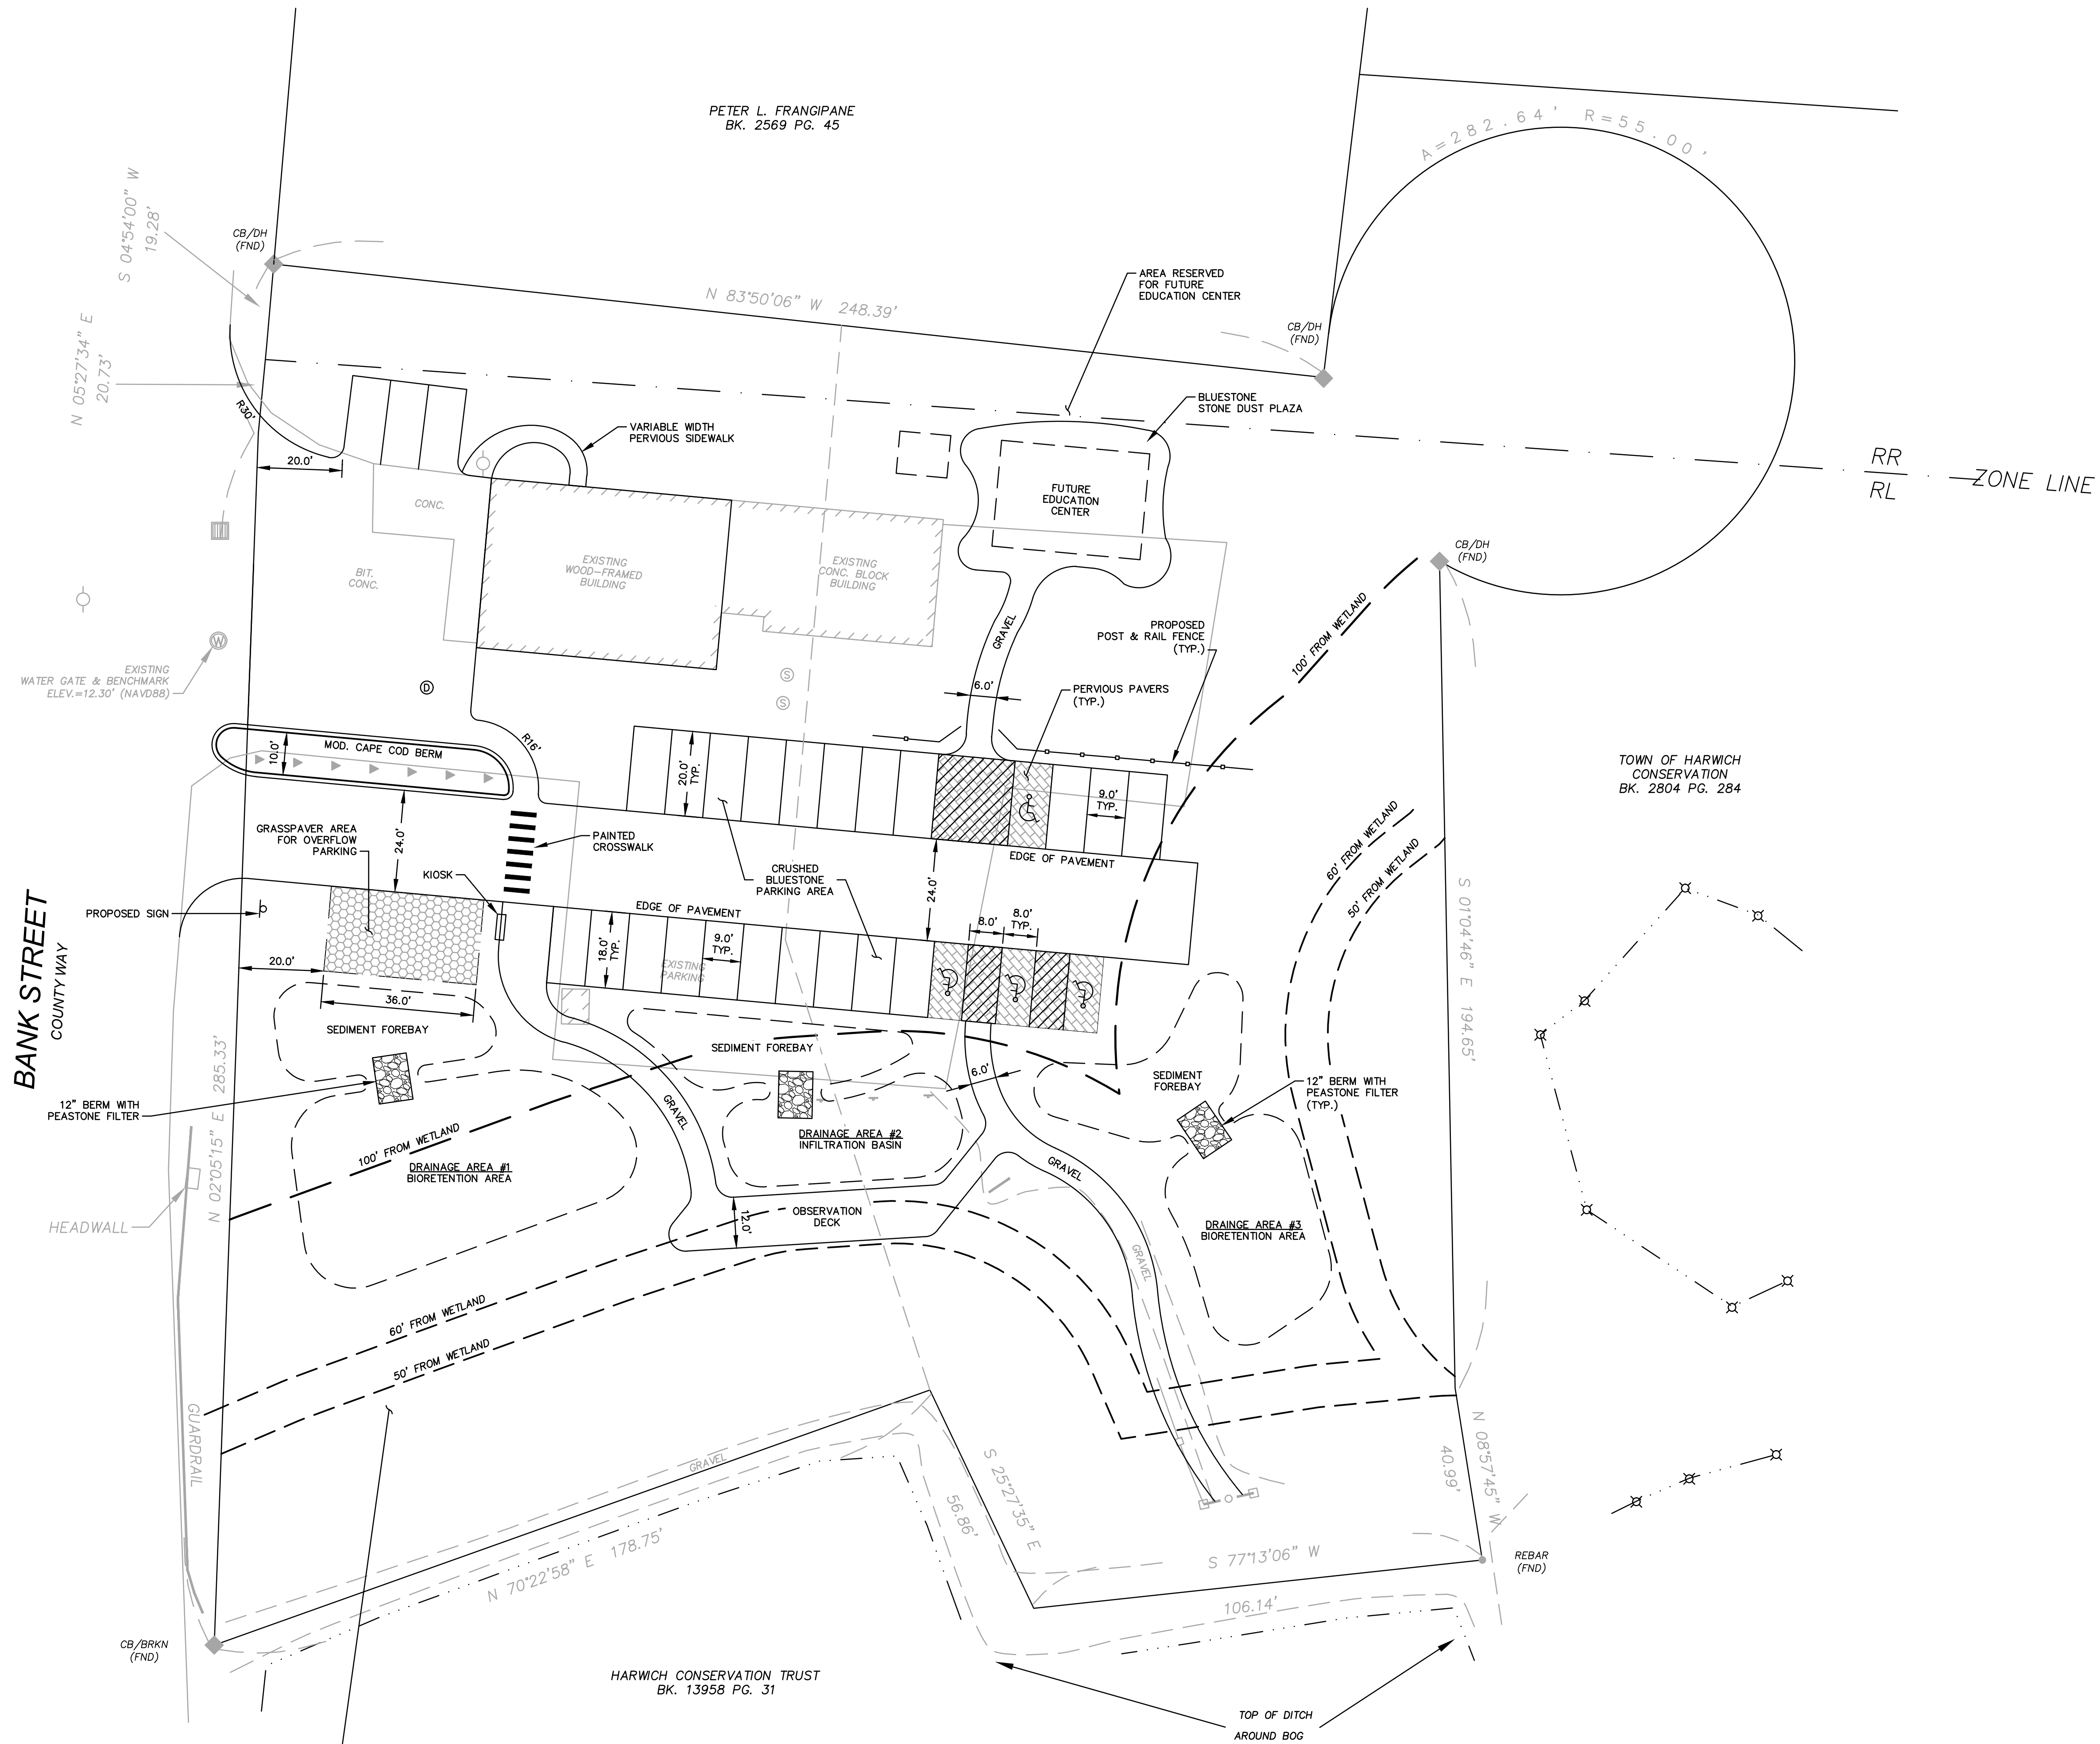 PETER L. FRANGIPANE
BK. 2569 PG. 45
A=282.64' R=55.00'
S 04°54'00" W
19.28'
CB/DH
(FND)
N 83°50'06" W 248.39'
AREA RESERVED
FOR FUTURE
EDUCATION CENTER
CB/DH
(FND)
N 05°27'34" E
20.73'
R30'
20.0'
VARIABLE WIDTH
PERVIOUS SIDEWALK
BLUESTONE
STONE DUST PLAZA
FUTURE
EDUCATION
CENTER
RR
RL
ZONE LINE
CONC.
BIT.
CONC.
EXISTING
WOOD-FRAMED
BUILDING
EXISTING
CONC. BLOCK
BUILDING
CB/DH
(FND)
100' FROM WETLAND
GRAVEL
PROPOSED
POST & RAIL FENCE
(TYP.)
W
EXISTING
WATER GATE & BENCHMARK
ELEV.=12.30' (NAVD88)
D
S
S
6.0'
PERVIOUS PAVERS
(TYP.)
10.0'
MOD. CAPE COD BERM
R16'
20.0'
TYP.
9.0'
TYP.
TOWN OF HARWICH
CONSERVATION
BK. 2804 PG. 284
GRASSPAVER AREA
FOR OVERFLOW
PARKING
24.0'
PAINTED
CROSSWALK
KIOSK
CRUSHED
BLUESTONE
PARKING AREA
EDGE OF PAVEMENT
60' FROM WETLAND
50' FROM WETLAND
BANK STREET
COUNTY WAY
PROPOSED SIGN
EDGE OF PAVEMENT
24.0'
8.0'
8.0'
TYP.
20.0'
36.0'
18.0'
TYP.
9.0'
TYP.
EXISTING
PARKING
S 01°04'46" E 194.65'
SEDIMENT FOREBAY
SEDIMENT FOREBAY
SEDIMENT
FOREBAY
6.0'
12" BERM WITH
PEASTONE FILTER
12" BERM WITH
PEASTONE FILTER
(TYP.)
N 02°05'15" E 285.33'
GRAVEL
100' FROM WETLAND
DRAINAGE AREA #1
BIORETENTION AREA
DRAINAGE AREA #2
INFILTRATION BASIN
GRAVEL
HEADWALL
12.0'
OBSERVATION
DECK
DRAINGE AREA #3
BIORETENTION AREA
GRAVEL
60' FROM WETLAND
50' FROM WETLAND
GUARDRAIL
GRAVEL
N 70°22'58" E 178.75'
S 25°27'35" E
56.86'
N 08°57'45" W
40.99'
S 77°13'06" W
106.14'
REBAR
(FND)
CB/BRKN
(FND)
HARWICH CONSERVATION TRUST
BK. 13958 PG. 31
TOP OF DITCH
AROUND BOG